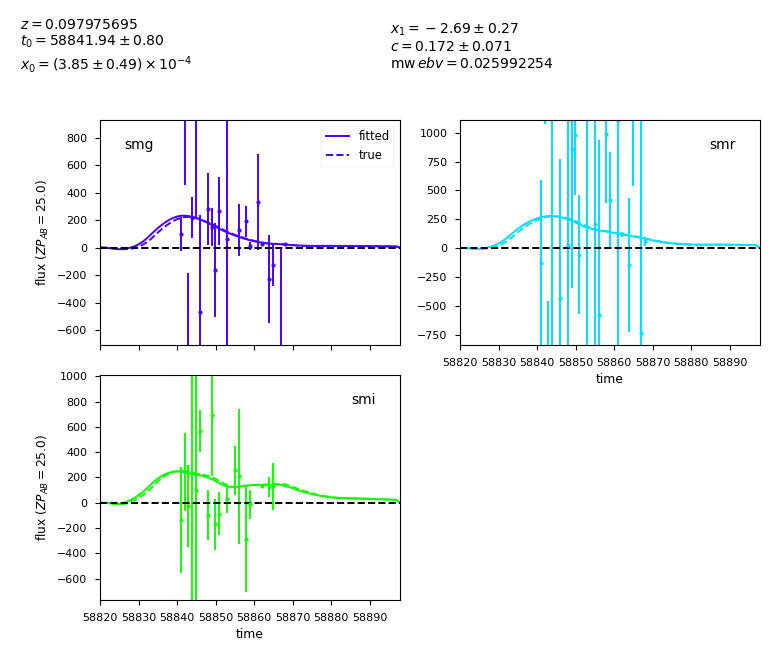 z = 0.097975695
t₀ = 58841.94 ± 0.80
x₀ = (3.85 ± 0.49) × 10⁻⁴
x₁ = −2.69 ± 0.27
c = 0.172 ± 0.071
mw ebv = 0.025992254
smg
fitted
true
800
600
400
200
0
−200
−400
−600
flux (ZP_AB = 25.0)
smr
1000
750
500
250
0
−250
−500
−750
58820 58830 58840 58850 58860 58870 58880 58890
time
smi
1000
800
600
400
200
0
−200
−400
−600
flux (ZP_AB = 25.0)
58820 58830 58840 58850 58860 58870 58880 58890
time